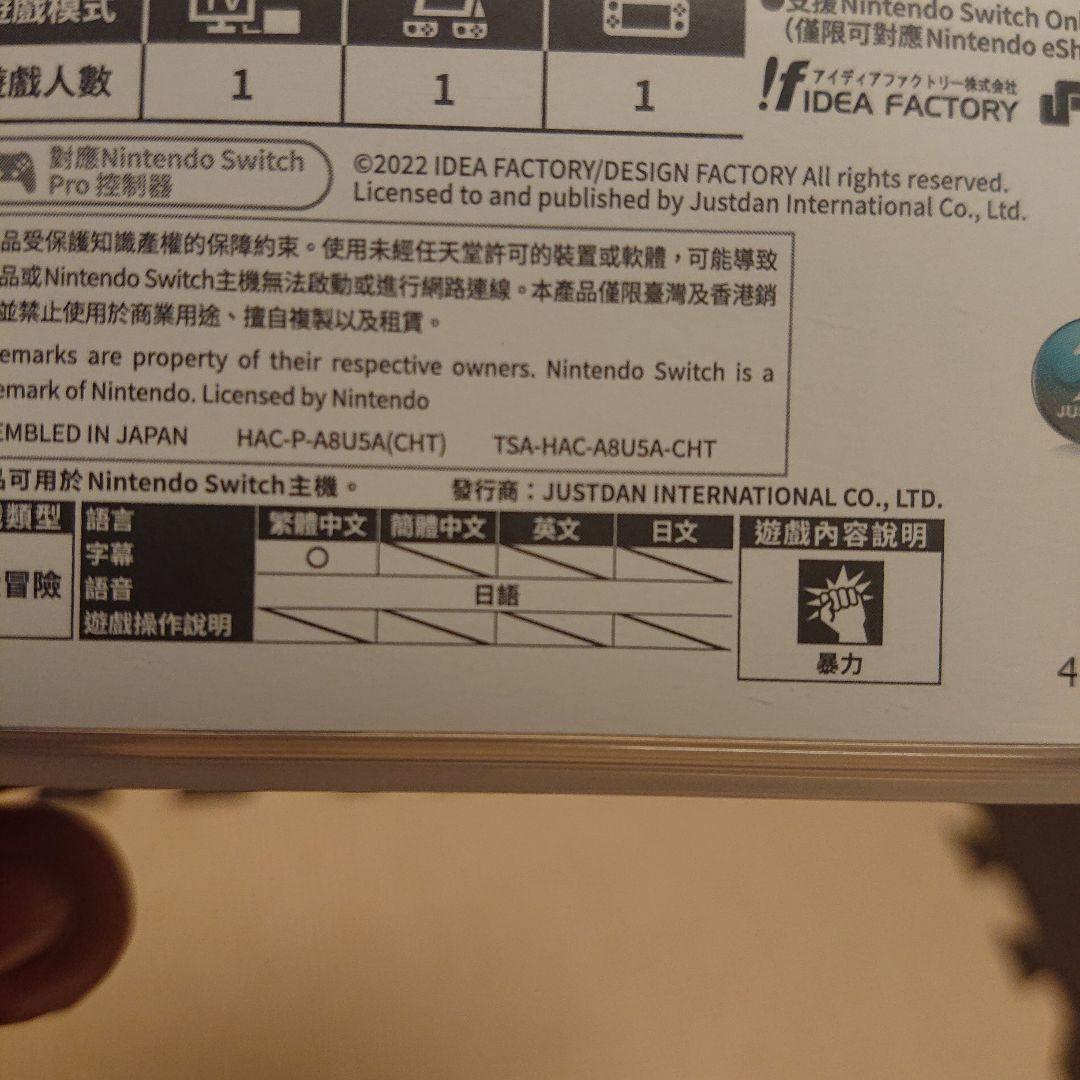 遊戲模式
TV
支援Nintendo Switch On
(僅限可對應Nintendo eSh
遊戲人數 1 1 1
アイディアファクトリー株式会社
IDEA FACTORY
對應Nintendo Switch
Pro 控制器
©2022 IDEA FACTORY/DESIGN FACTORY All rights reserved.
Licensed to and published by Justdan International Co., Ltd.
品受保護知識產權的保障約束。使用未經任天堂許可的裝置或軟體，可能導致
品或Nintendo Switch主機無法啟動或進行網路連線。本產品僅限臺灣及香港銷
並禁止使用於商業用途、擅自複製以及租賃。
emarks are property of their respective owners. Nintendo Switch is a
emark of Nintendo. Licensed by Nintendo
EMBLED IN JAPAN HAC-P-A8U5A(CHT) TSA-HAC-A8U5A-CHT
品可用於Nintendo Switch主機。 發行商：JUSTDAN INTERNATIONAL CO., LTD.
類型 語言 繁體中文 簡體中文 英文 日文 遊戲內容說明
字幕 ○
冒險 語音 日語
遊戲操作說明
暴力
JUS
4